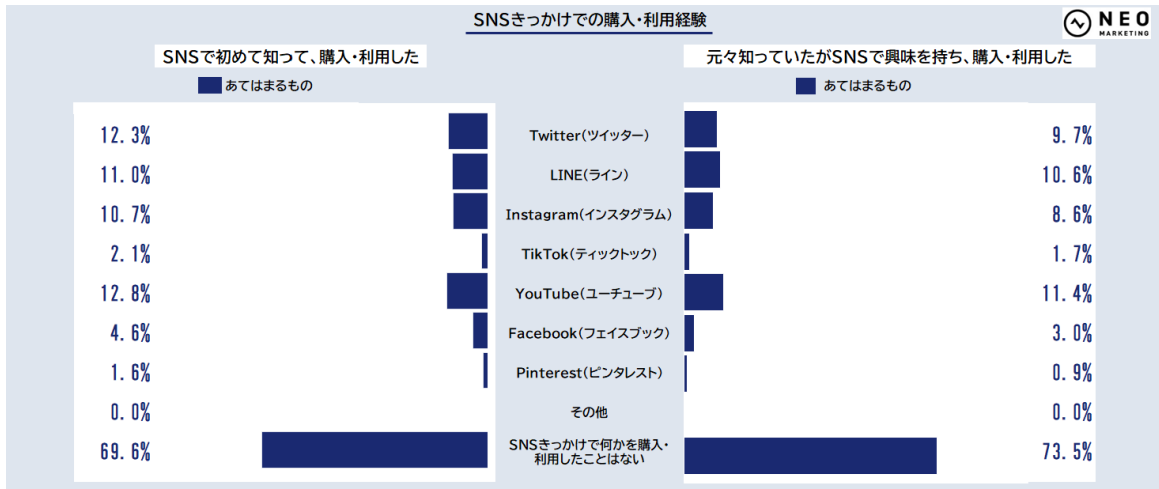 SNSきっかけでの購入・利用経験
NEO
MARKETING
SNSで初めて知って、購入・利用した
元々知っていたがSNSで興味を持ち、購入・利用した
あてはまるもの
あてはまるもの
12.3% Twitter(ツイッター) 9.7%
11.0% LINE(ライン) 10.6%
10.7% Instagram(インスタグラム) 8.6%
2.1% TikTok(ティックトック) 1.7%
12.8% YouTube(ユーチューブ) 11.4%
4.6% Facebook(フェイスブック) 3.0%
1.6% Pinterest(ピンタレスト) 0.9%
0.0% その他 0.0%
69.6% SNSきっかけで何かを購入・ 73.5%
利用したことはない